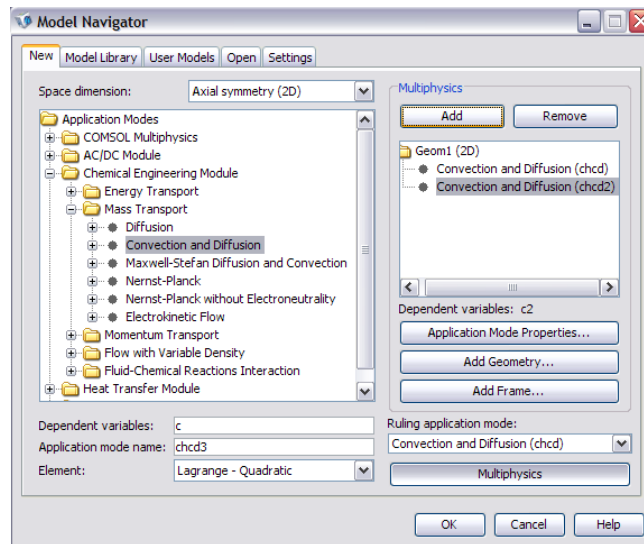 Model Navigator
New Model Library User Models Open Settings
Space dimension: Axial symmetry (2D)
Application Modes
COMSOL Multiphysics
AC/DC Module
Chemical Engineering Module
Energy Transport
Mass Transport
Diffusion
Convection and Diffusion
Maxwell-Stefan Diffusion and Convection
Nernst-Planck
Nernst-Planck without Electroneutrality
Electrokinetic Flow
Momentum Transport
Flow with Variable Density
Fluid-Chemical Reactions Interaction
Heat Transfer Module
Dependent variables: c
Application mode name: chcd3
Element: Lagrange - Quadratic
Multiphysics
Add Remove
Geom1 (2D)
Convection and Diffusion (chcd)
Convection and Diffusion (chcd2)
Dependent variables: c2
Application Mode Properties...
Add Geometry...
Add Frame...
Ruling application mode:
Convection and Diffusion (chcd)
Multiphysics
OK Cancel Help